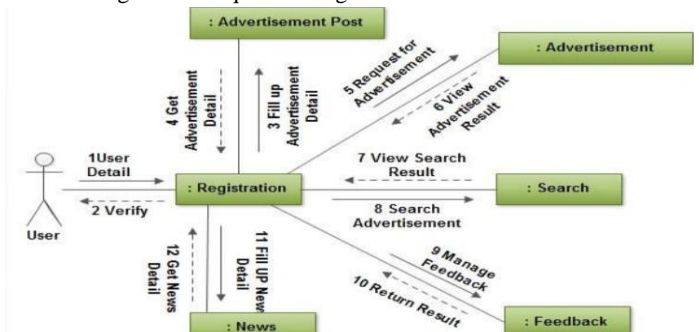 : Advertisement Post
: Advertisement
4 Get
Advertisement
Detail
3 Fill up
Advertisement
Detail
5 Request for
Advertisement
6 View
Advertisement
Result
1User
Detail
2 Verify
User
: Registration
7 View Search
Result
: Search
8 Search
Advertisement
12 Get News
Detail
11 Fill UP New
Detail
9 Manage
Feedback
10 Return Result
: News
: Feedback